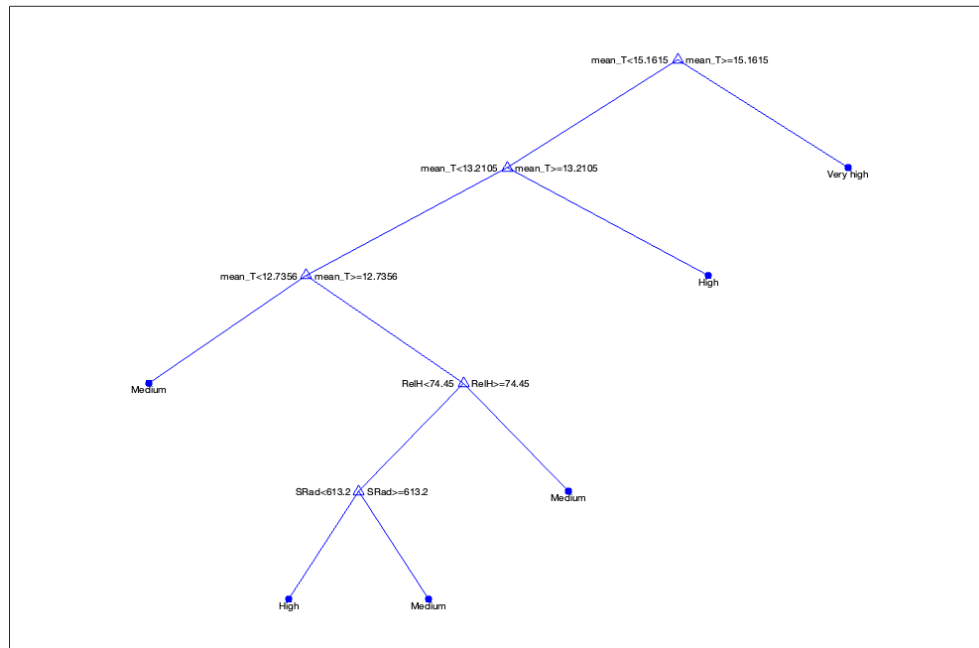 mean_T<15.1615 mean_T>=15.1615
mean_T<13.2105 mean_T>=13.2105
Very high
mean_T<12.7356 mean_T>=12.7356
High
Medium
RelH<74.45 RelH>=74.45
SRad<613.2 SRad>=613.2
Medium
High
Medium